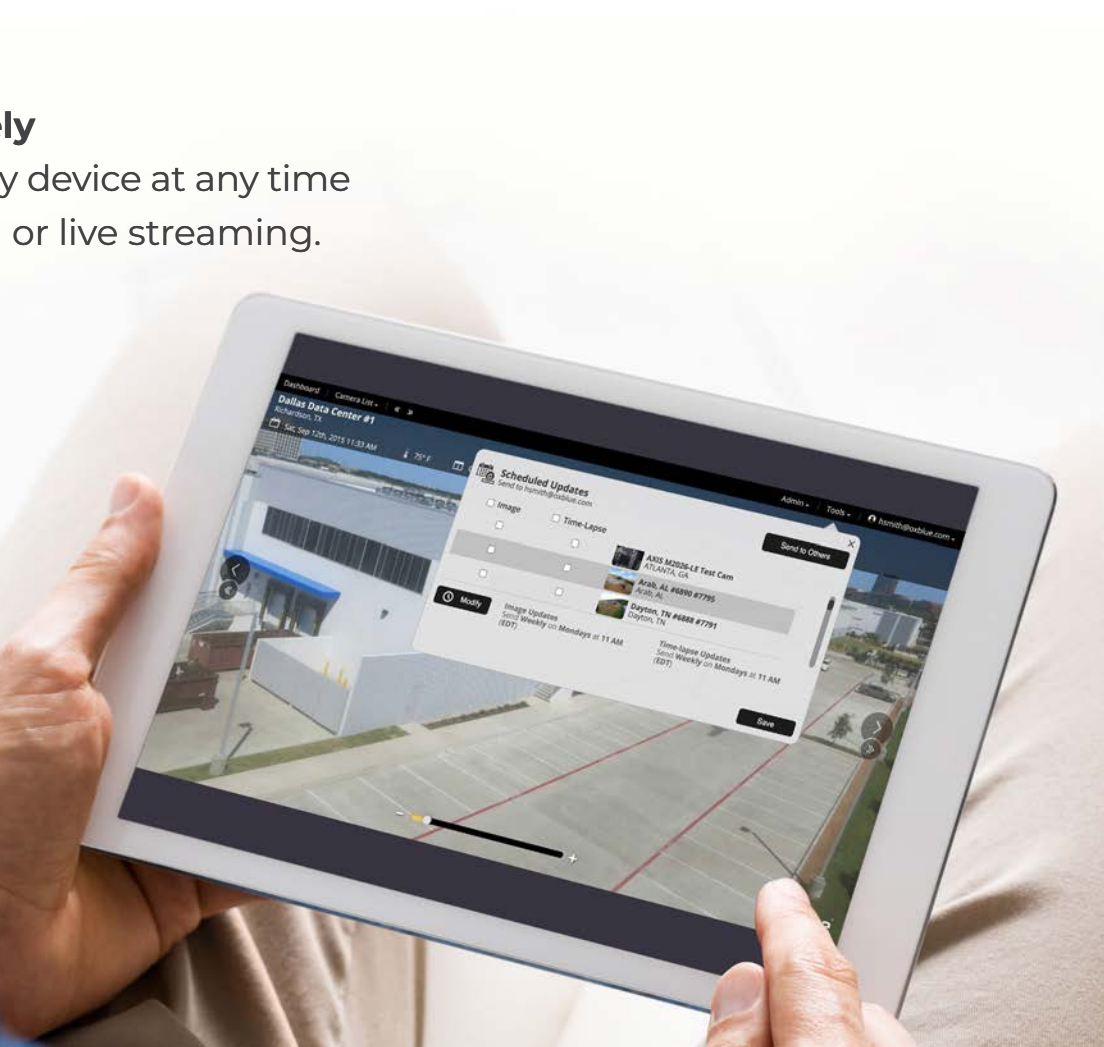 ely
y device at any time
or live streaming.
Dashboard
Camera List
«
»
Dallas Data Center #1
Richardson, TX
Sat, Sep 12th, 2015 11:33 AM
75° F
Admin
Tools
hsmith@oxblue.com
Scheduled Updates
Send to hsmith@oxblue.com
Send to Others
Image
Time-Lapse
AXIS M2026-LE Test Cam
ATLANTA, GA
Arab, AL #6890 #7795
Arab, AL
Dayton, TN #6888 #7791
Dayton, TN
Modify
Image Updates
Send Weekly on Mondays at 11 AM
(EDT)
Time-lapse Updates
Send Weekly on Mondays at 11 AM
(EDT)
Save